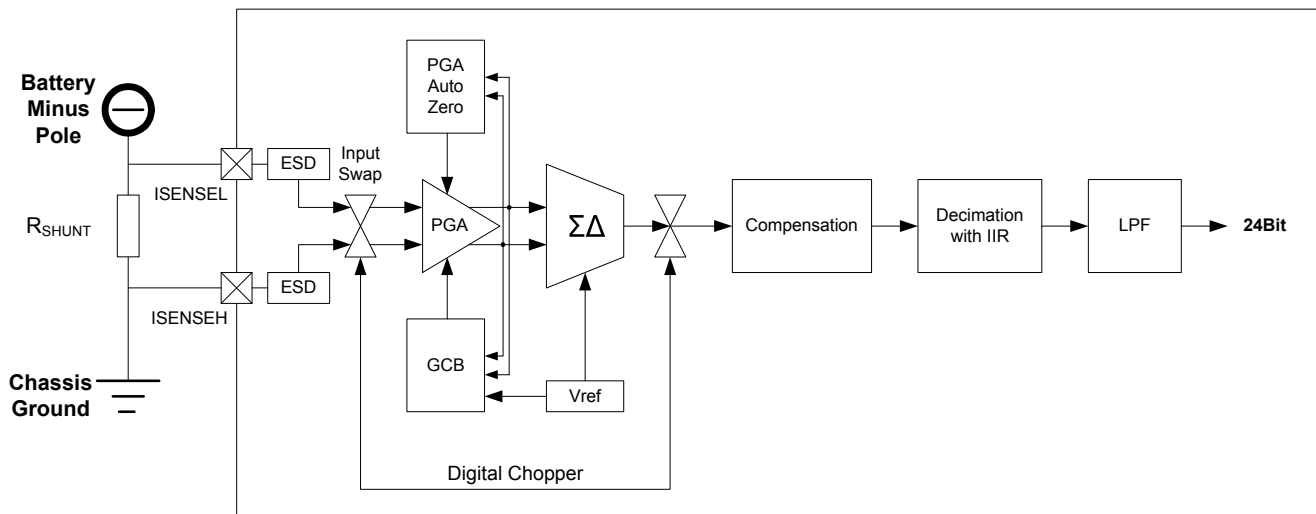 Battery
Minus
Pole
ISENSEL
RSHUNT
ISENSEH
Chassis
Ground
ESD
ESD
Input
Swap
PGA
Auto
Zero
PGA
GCB
ΣΔ
Vref
Digital Chopper
Compensation
Decimation
with IIR
LPF
24Bit